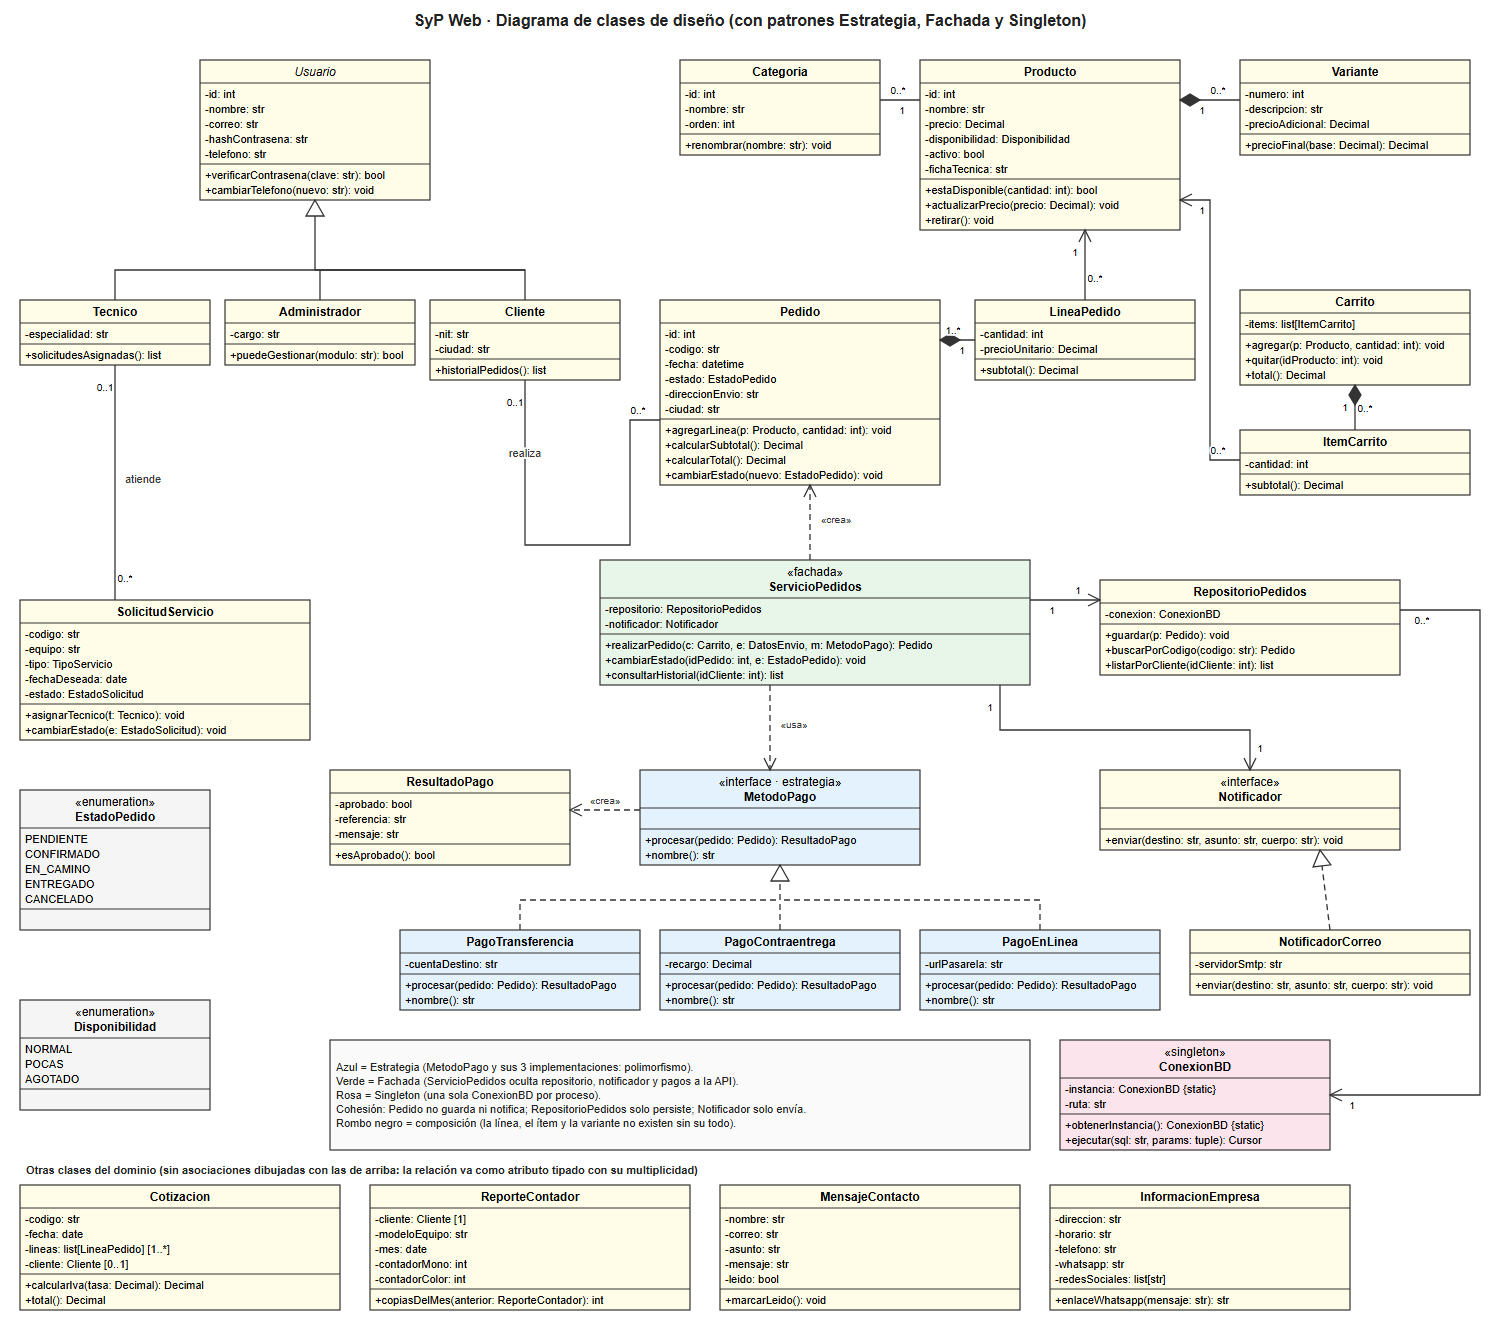 SyP Web · Diagrama de clases de diseño (con patrones Estrategia, Fachada y Singleton)
Usuario
-id: int
-nombre: str
-correo: str
-hashContrasena: str
-telefono: str
+verificarContrasena(clave: str): bool
+cambiarTelefono(nuevo: str): void
Categoria
-id: int
-nombre: str
-orden: int
+renombrar(nombre: str): void
0..*
1
Producto
-id: int
-nombre: str
-precio: Decimal
-disponibilidad: Disponibilidad
-activo: bool
-fichaTecnica: str
+estaDisponible(cantidad: int): bool
+actualizarPrecio(precio: Decimal): void
+retirar(): void
0..*
1
Variante
-numero: int
-descripcion: str
-precioAdicional: Decimal
+precioFinal(base: Decimal): Decimal
1
1
0..*
Tecnico
-especialidad: str
+solicitudesAsignadas(): list
Administrador
-cargo: str
+puedeGestionar(modulo: str): bool
Cliente
-nit: str
-ciudad: str
+historialPedidos(): list
Pedido
-id: int
-codigo: str
-fecha: datetime
-estado: EstadoPedido
-direccionEnvio: str
-ciudad: str
+agregarLinea(p: Producto, cantidad: int): void
+calcularSubtotal(): Decimal
+calcularTotal(): Decimal
+cambiarEstado(nuevo: EstadoPedido): void
1..*
1
LineaPedido
-cantidad: int
-precioUnitario: Decimal
+subtotal(): Decimal
Carrito
-items: list[ItemCarrito]
+agregar(p: Producto, cantidad: int): void
+quitar(idProducto: int): void
+total(): Decimal
1
0..*
ItemCarrito
-cantidad: int
+subtotal(): Decimal
0..*
0..1
0..1
0..*
realiza
atiende
0..*
«crea»
«fachada»
ServicioPedidos
-repositorio: RepositorioPedidos
-notificador: Notificador
+realizarPedido(c: Carrito, e: DatosEnvio, m: MetodoPago): Pedido
+cambiarEstado(idPedido: int, e: EstadoPedido): void
+consultarHistorial(idCliente: int): list
1
1
RepositorioPedidos
-conexion: ConexionBD
+guardar(p: Pedido): void
+buscarPorCodigo(codigo: str): Pedido
+listarPorCliente(idCliente: int): list
0..*
SolicitudServicio
-codigo: str
-equipo: str
-tipo: TipoServicio
-fechaDeseada: date
-estado: EstadoSolicitud
+asignarTecnico(t: Tecnico): void
+cambiarEstado(e: EstadoSolicitud): void
«usa»
1
1
«enumeration»
EstadoPedido
PENDIENTE
CONFIRMADO
EN_CAMINO
ENTREGADO
CANCELADO
ResultadoPago
-aprobado: bool
-referencia: str
-mensaje: str
+esAprobado(): bool
«crea»
«interface · estrategia»
MetodoPago
+procesar(pedido: Pedido): ResultadoPago
+nombre(): str
«interface»
Notificador
+enviar(destino: str, asunto: str, cuerpo: str): void
PagoTransferencia
-cuentaDestino: str
+procesar(pedido: Pedido): ResultadoPago
+nombre(): str
PagoContraentrega
-recargo: Decimal
+procesar(pedido: Pedido): ResultadoPago
+nombre(): str
PagoEnLinea
-urlPasarela: str
+procesar(pedido: Pedido): ResultadoPago
+nombre(): str
NotificadorCorreo
-servidorSmtp: str
+enviar(destino: str, asunto: str, cuerpo: str): void
«enumeration»
Disponibilidad
NORMAL
POCAS
AGOTADO
Azul = Estrategia (MetodoPago y sus 3 implementaciones: polimorfismo).
Verde = Fachada (ServicioPedidos oculta repositorio, notificador y pagos a la API).
Rosa = Singleton (una sola ConexionBD por proceso).
Cohesión: Pedido no guarda ni notifica; RepositorioPedidos solo persiste; Notificador solo envía.
Rombo negro = composición (la línea, el ítem y la variante no existen sin su todo).
«singleton»
ConexionBD
-instancia: ConexionBD {static}
-ruta: str
+obtenerInstancia(): ConexionBD {static}
+ejecutar(sql: str, params: tuple): Cursor
1
Otras clases del dominio (sin asociaciones dibujadas con las de arriba: la relación va como atributo tipado con su multiplicidad)
Cotizacion
-codigo: str
-fecha: date
-lineas: list[LineaPedido] [1..*]
-cliente: Cliente [0..1]
+calcularIva(tasa: Decimal): Decimal
+total(): Decimal
ReporteContador
-cliente: Cliente [1]
-modeloEquipo: str
-mes: date
-contadorMono: int
-contadorColor: int
+copiasDelMes(anterior: ReporteContador): int
MensajeContacto
-nombre: str
-correo: str
-asunto: str
-mensaje: str
-leido: bool
+marcarLeido(): void
InformacionEmpresa
-direccion: str
-horario: str
-telefono: str
-whatsapp: str
-redesSociales: list[str]
+enlaceWhatsapp(mensaje: str): str